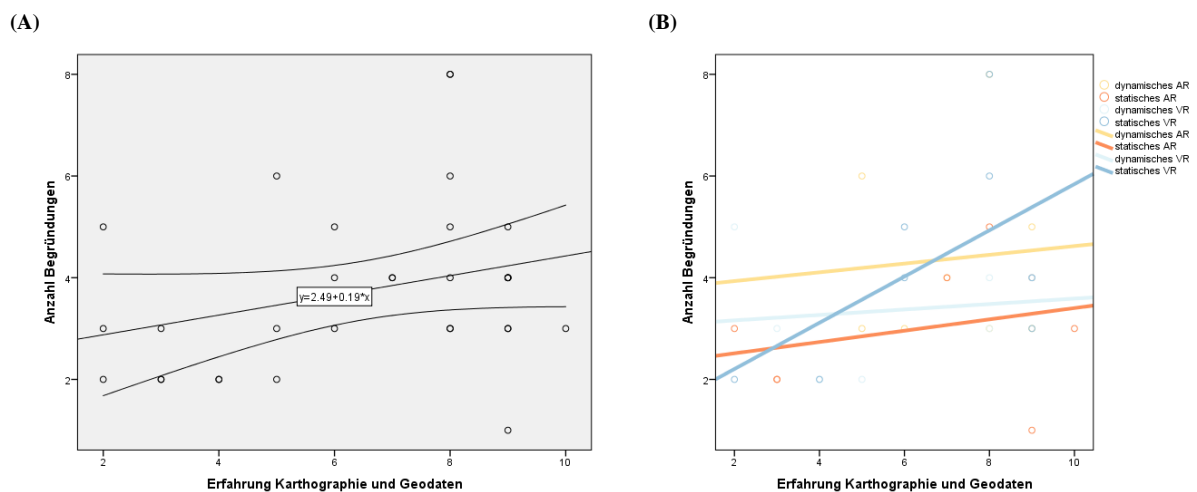 (A)
8
6
4
2
Anzahl Begründungen
y=2.49+0.19*x
2 4 6 8 10
Erfahrung Karthographie und Geodaten
(B)
8
6
4
2
Anzahl Begründungen
2 4 6 8 10
Erfahrung Karthographie und Geodaten
dynamisches AR
statisches AR
dynamisches VR
statisches VR
dynamisches AR
statisches AR
dynamisches VR
statisches VR